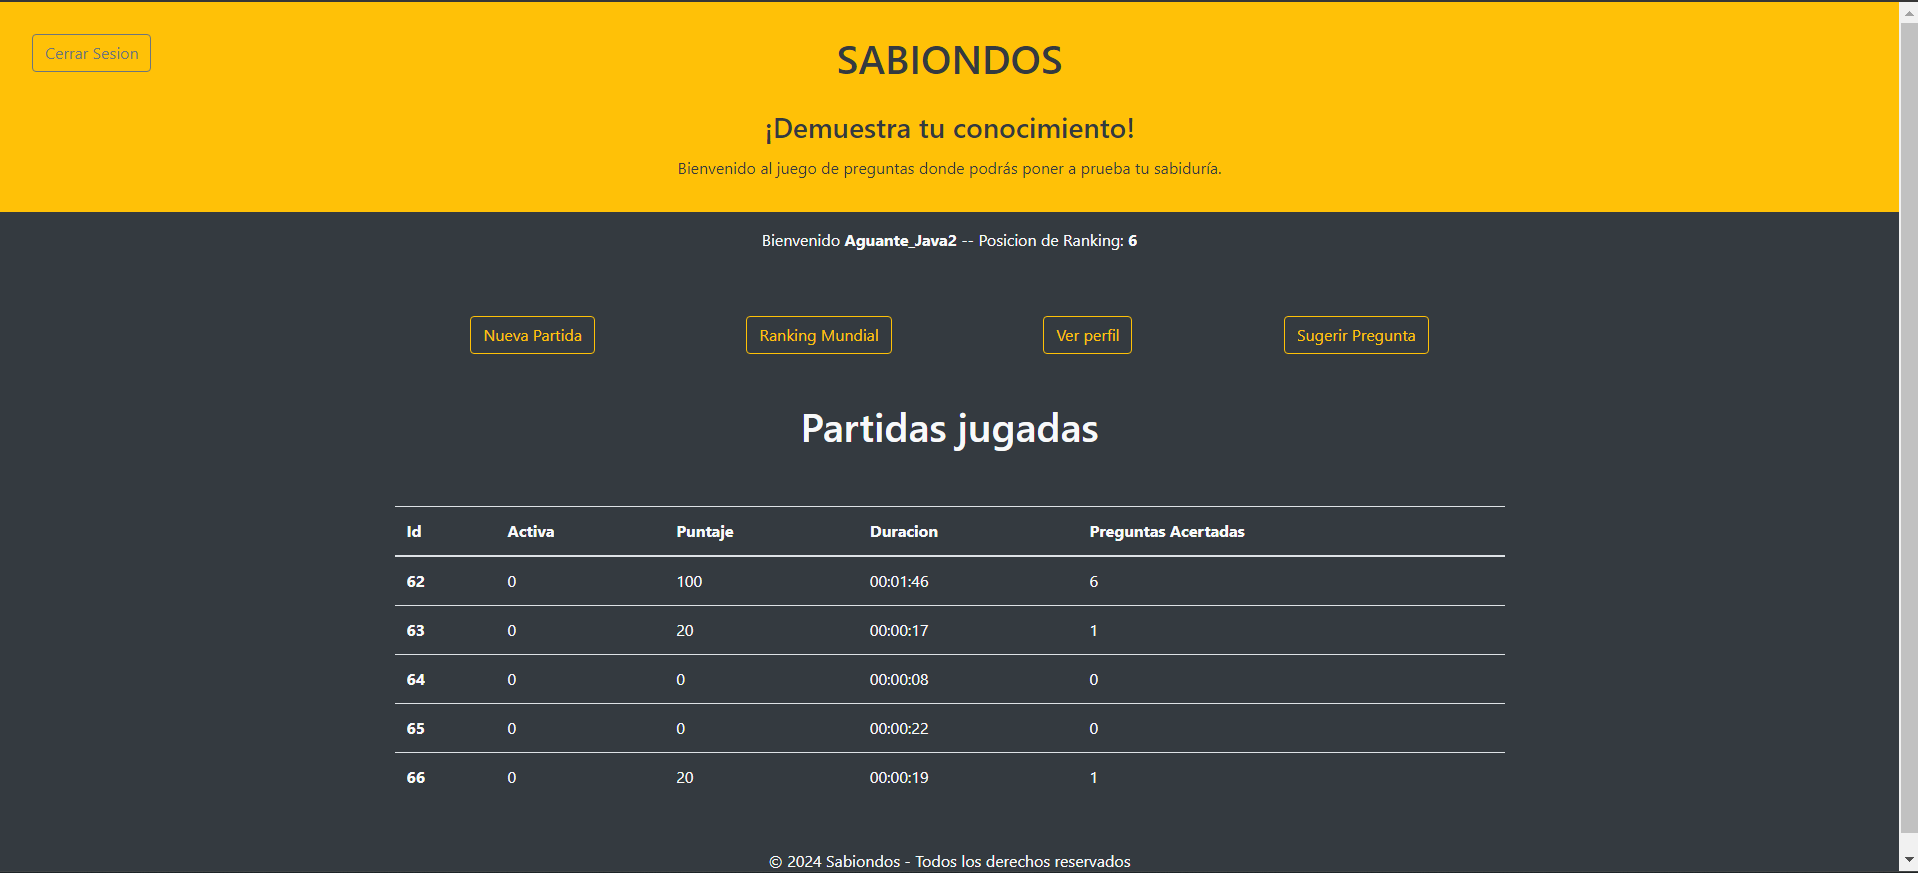 Cerrar Sesion
SABIONDOS
¡Demuestra tu conocimiento!
Bienvenido al juego de preguntas donde podrás poner a prueba tu sabiduría.
Bienvenido Aguante_Java2 -- Posicion de Ranking: 6
Nueva Partida Ranking Mundial Ver perfil Sugerir Pregunta
Partidas jugadas
Id Activa Puntaje Duracion Preguntas Acertadas
62 0 100 00:01:46 6
63 0 20 00:00:17 1
64 0 0 00:00:08 0
65 0 0 00:00:22 0
66 0 20 00:00:19 1
© 2024 Sabiondos - Todos los derechos reservados